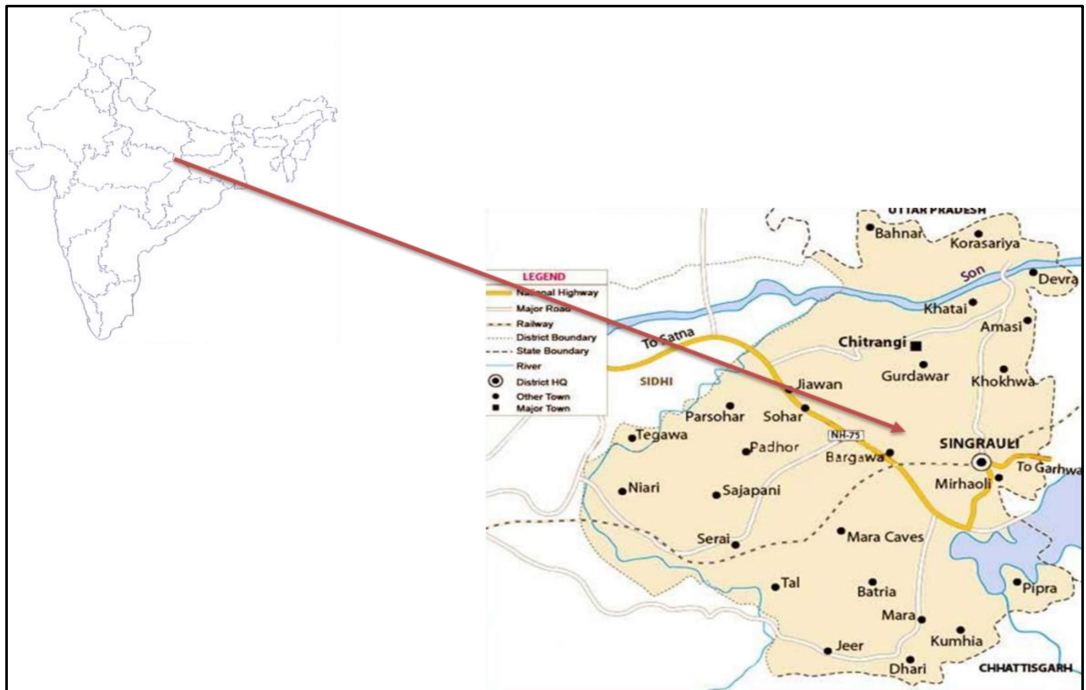 UTTAR PRADESH
Bahnar
Korasariya
Son
Devra
LEGEND
National Highway
Major Road
Railway
District Boundary
State Boundary
River
District HQ
Other Town
Major Town
To Satna
SIDHI
Khatai
Amasi
Chitrangi
Gurdawar
Khokhwa
Jiawan
Parsohar
Sohar
NH-75
Tegawa
Padhor
Bargawa
SINGRAULI
To Garhwa
Mirhaoli
Niari
Sajapani
Serai
Mara Caves
Tal
Batria
Pipra
Mara
Kumhia
Jeer
Dhari
CHHATTISGARH